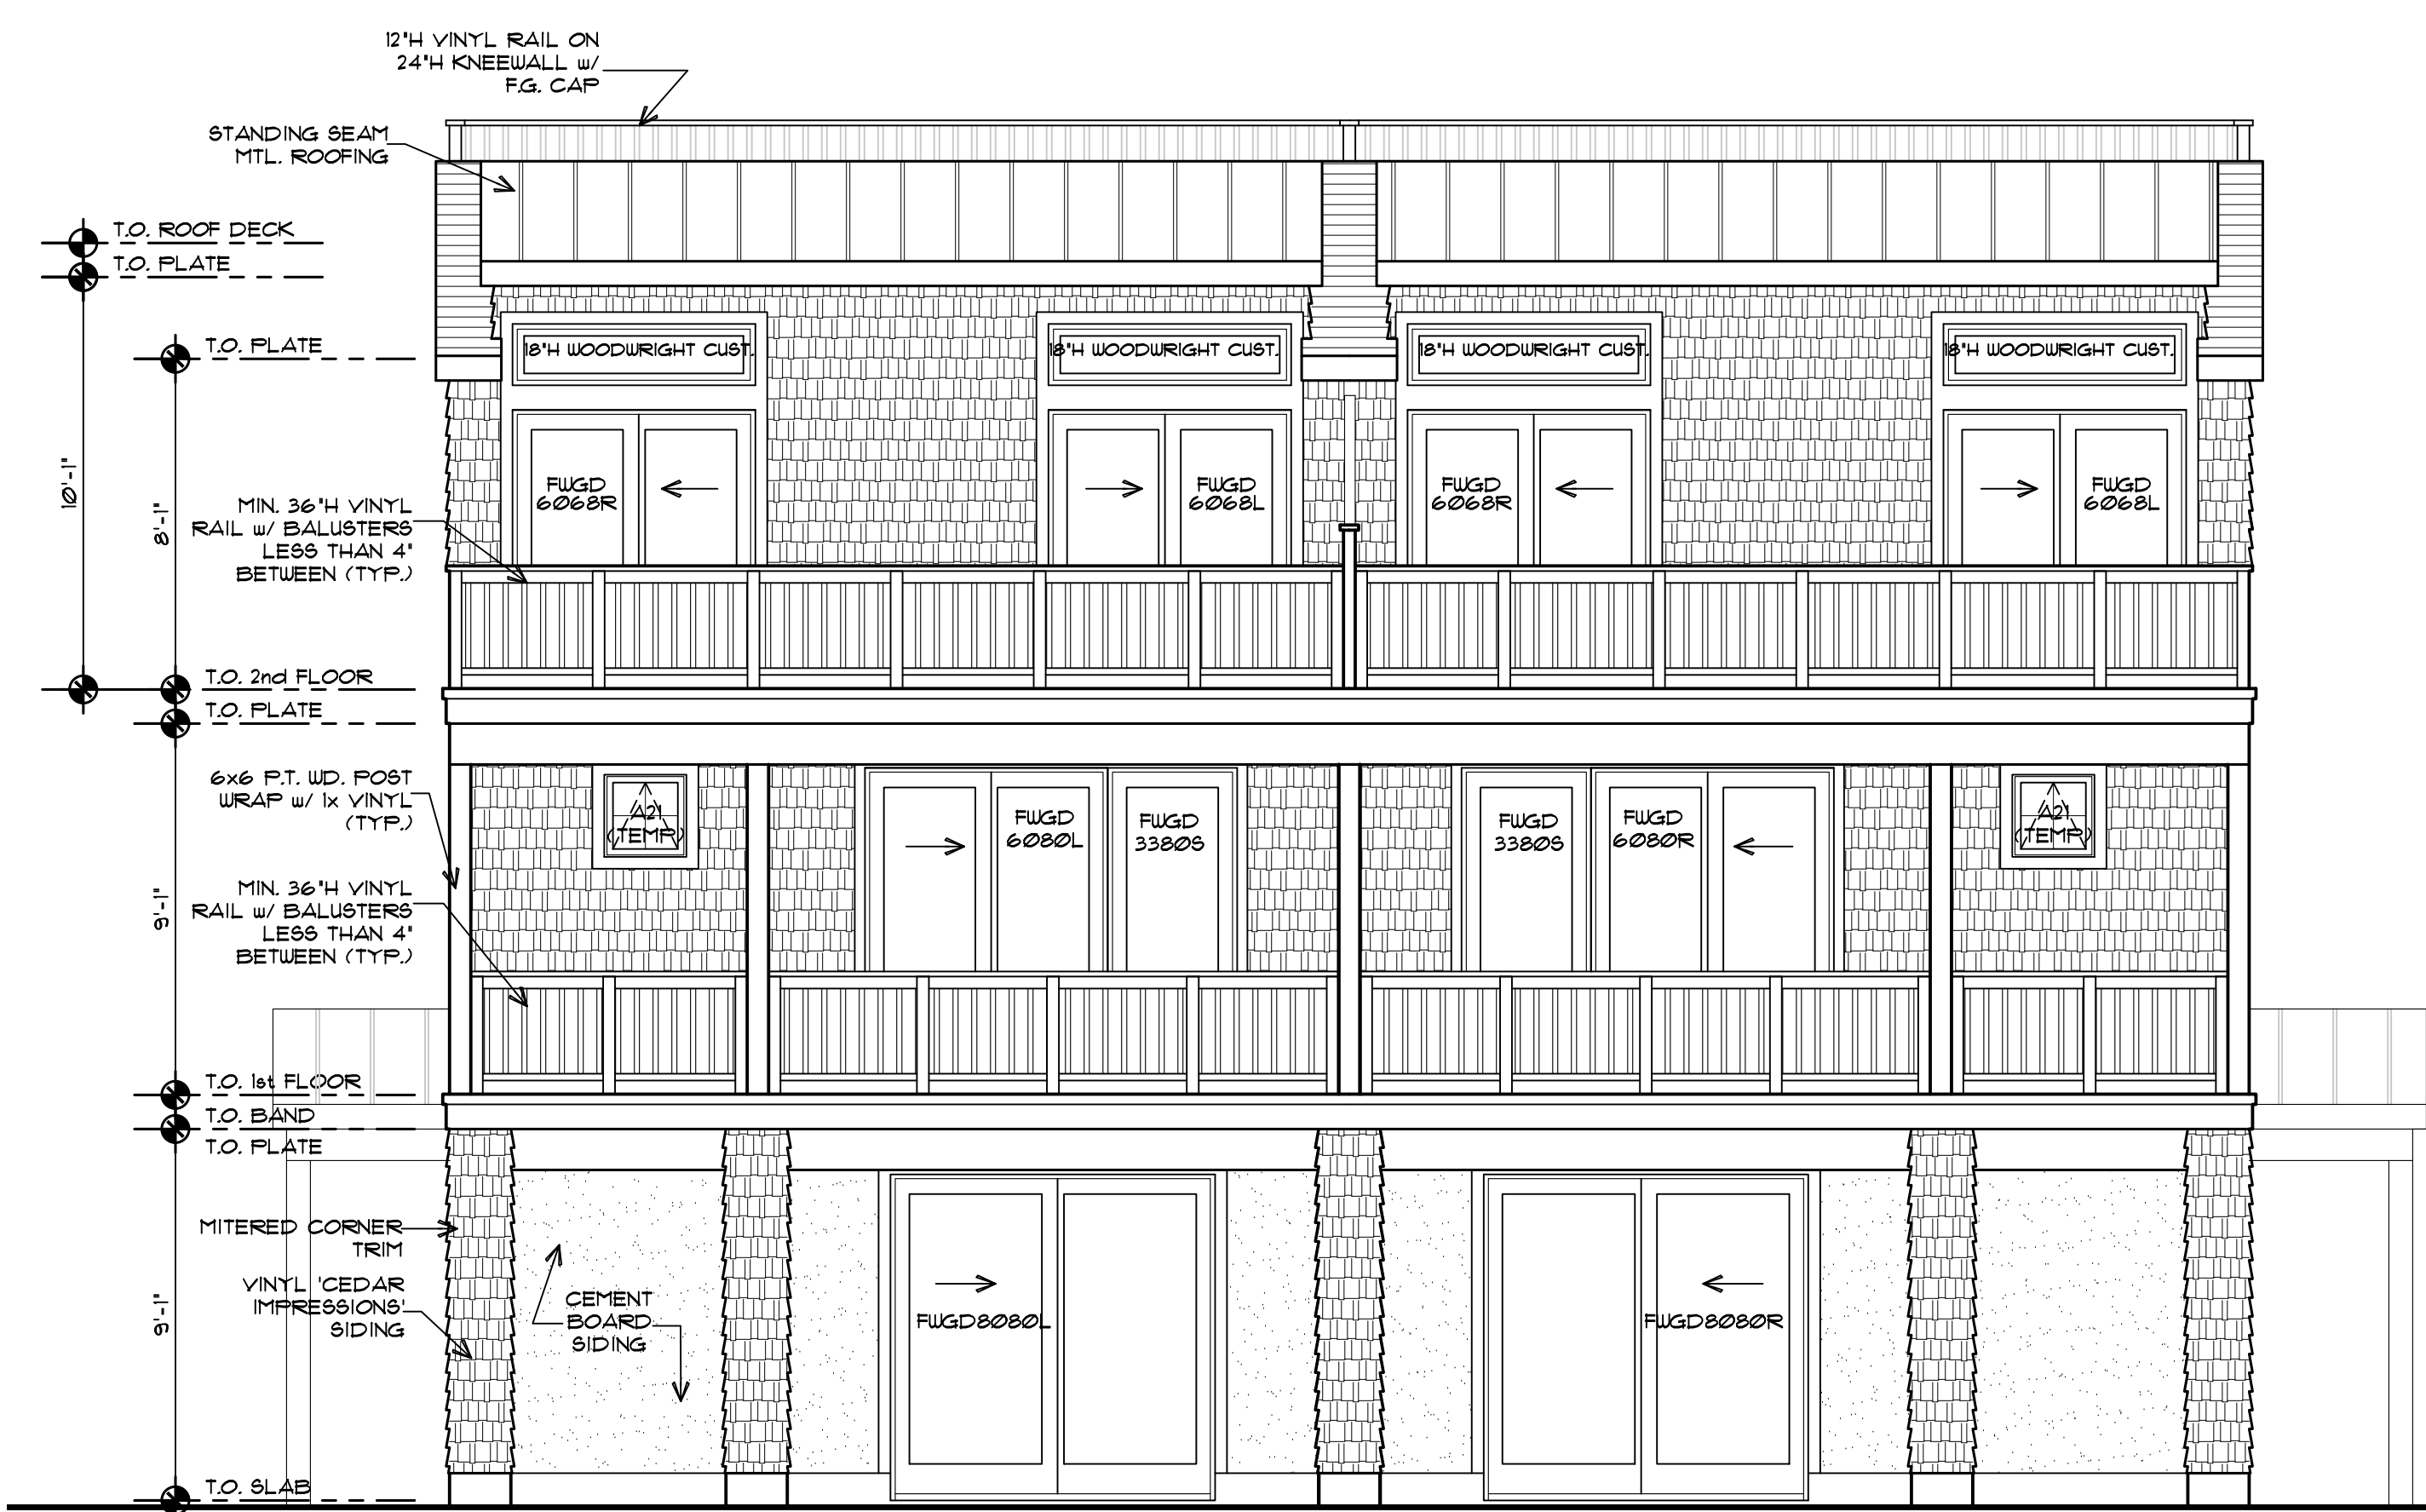 12"H VINYL RAIL ON
24"H KNEEWALL w/
F.G. CAP
STANDING SEAM
MTL. ROOFING
T.O. ROOF DECK
T.O. PLATE
T.O. PLATE
10'-1"
8'-1"
18"H WOODWRIGHT CUST.
18"H WOODWRIGHT CUST.
18"H WOODWRIGHT CUST.
18"H WOODWRIGHT CUST.
FWGD
6068R
FWGD
6068L
FWGD
6068R
FWGD
6068L
MIN. 36"H VINYL
RAIL w/ BALUSTERS
LESS THAN 4"
BETWEEN (TYP.)
T.O. 2nd FLOOR
T.O. PLATE
6x6 P.T. WD. POST
WRAP w/ 1x VINYL
(TYP.)
A21
(TEMP.)
FWGD
6080L
FWGD
3380S
FWGD
3380S
FWGD
6080R
A21
(TEMP.)
9'-1"
MIN. 36"H VINYL
RAIL w/ BALUSTERS
LESS THAN 4"
BETWEEN (TYP.)
T.O. 1st FLOOR
T.O. BAND
T.O. PLATE
MITERED CORNER
TRIM
VINYL 'CEDAR
IMPRESSIONS'
SIDING
9'-1"
CEMENT
BOARD
SIDING
FWGD8080L
FWGD8080R
T.O. SLAB